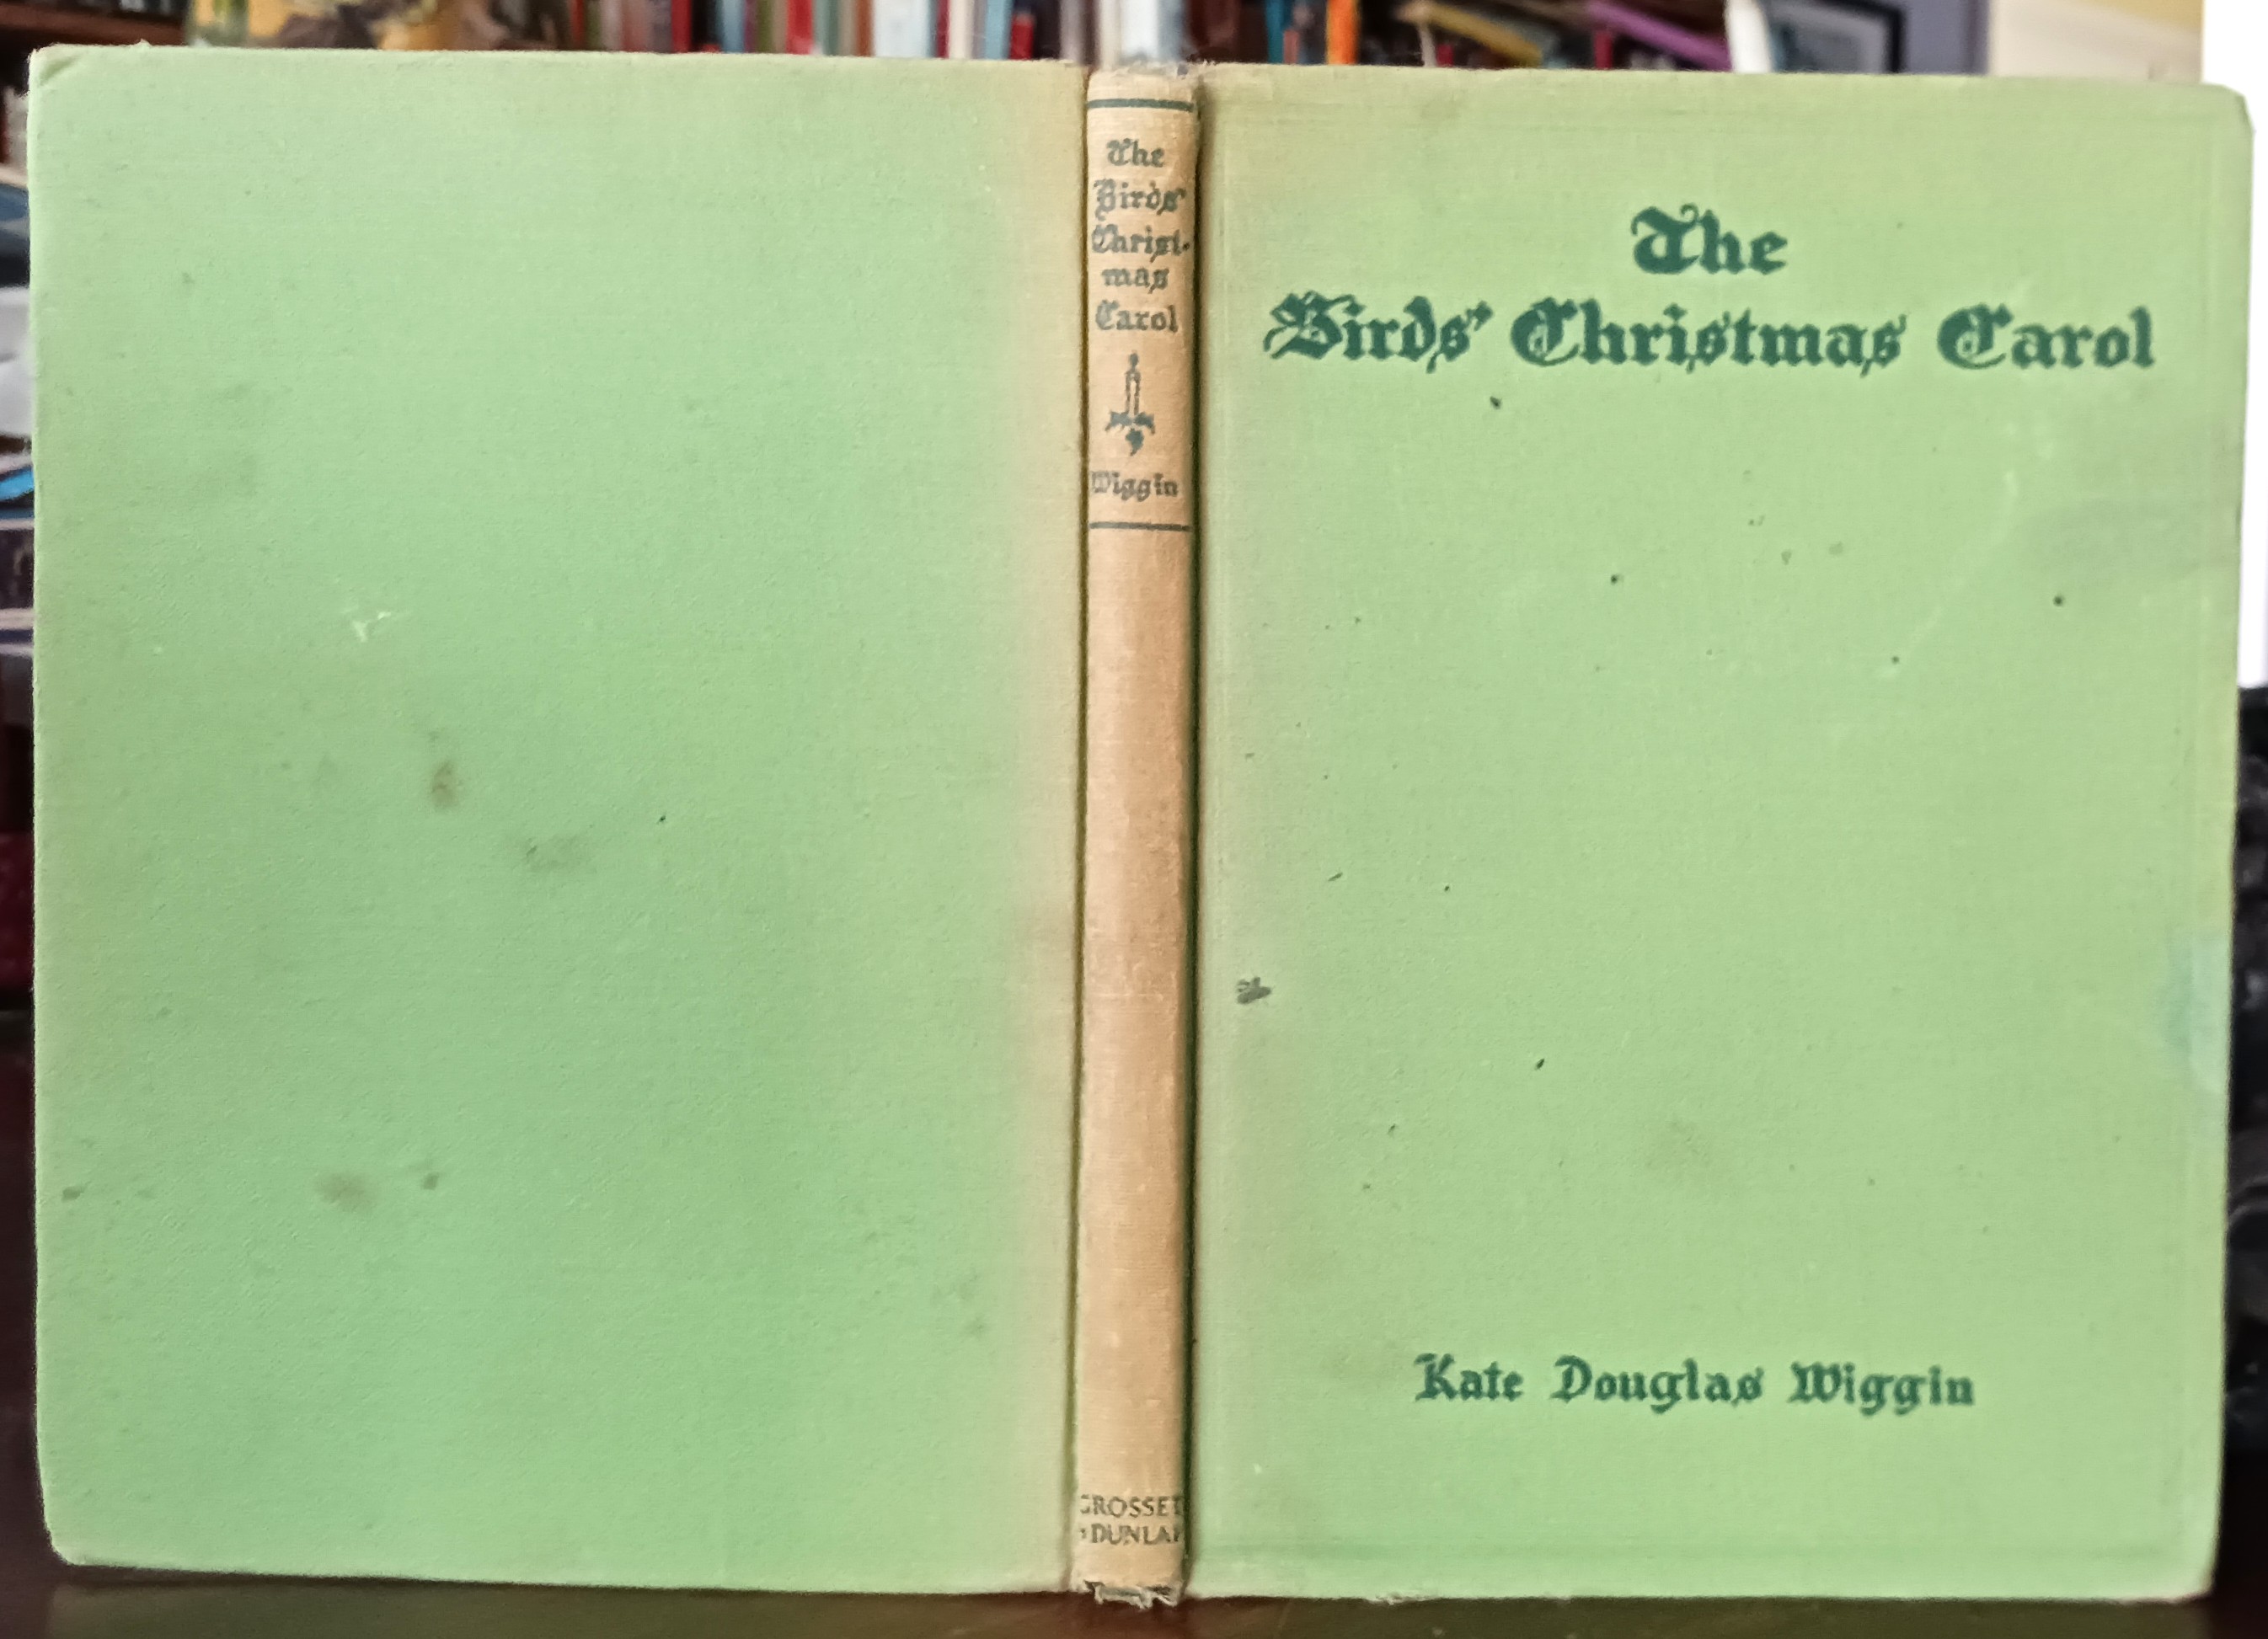 The
Birds'
Christ-
mas
Carol
Wiggin
GROSSET
& DUNLAP
The
Birds' Christmas Carol
Kate Douglas Wiggin